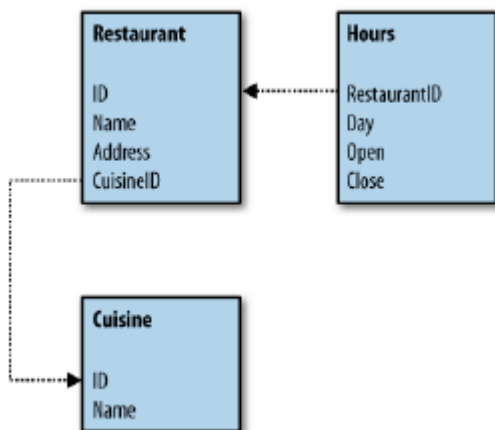 Restaurant
ID
Name
Address
CuisineID
Hours
RestaurantID
Day
Open
Close
Cuisine
ID
Name